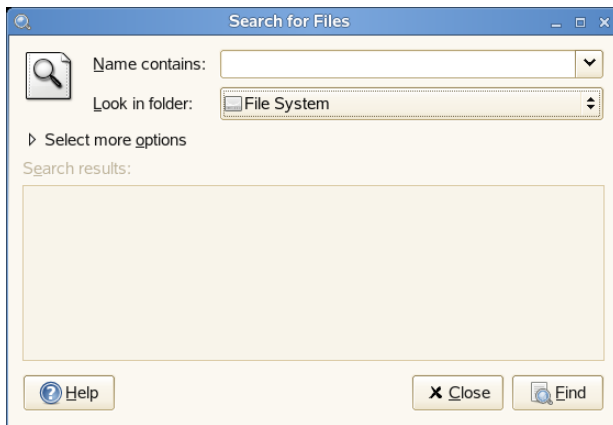 Search for Files
Name contains:
Look in folder: File System
Select more options
Search results:
Help Close Find